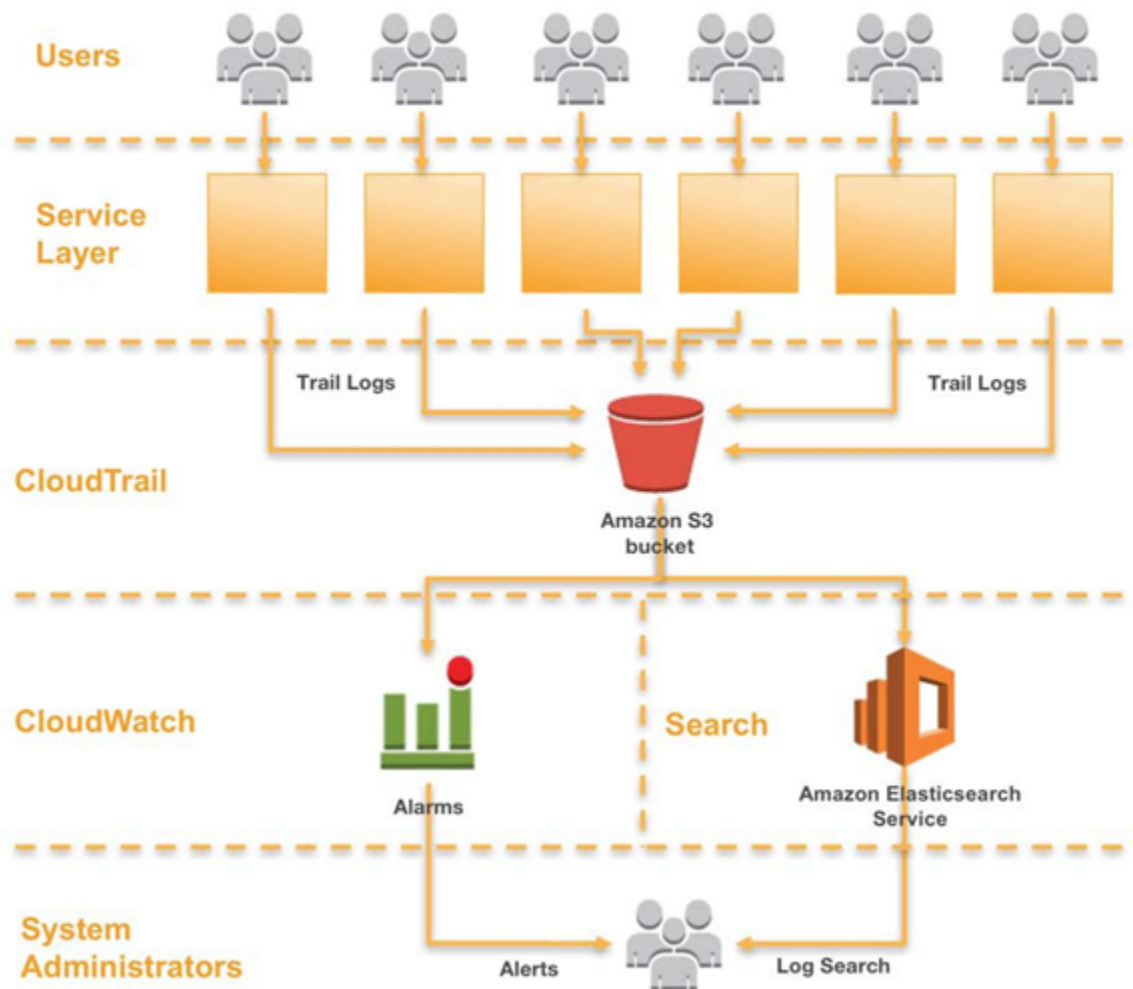 Users
Service
Layer
Trail Logs
Trail Logs
CloudTrail
Amazon S3
bucket
CloudWatch
Search
Alarms
Amazon Elasticsearch
Service
System
Administrators
Alerts
Log Search